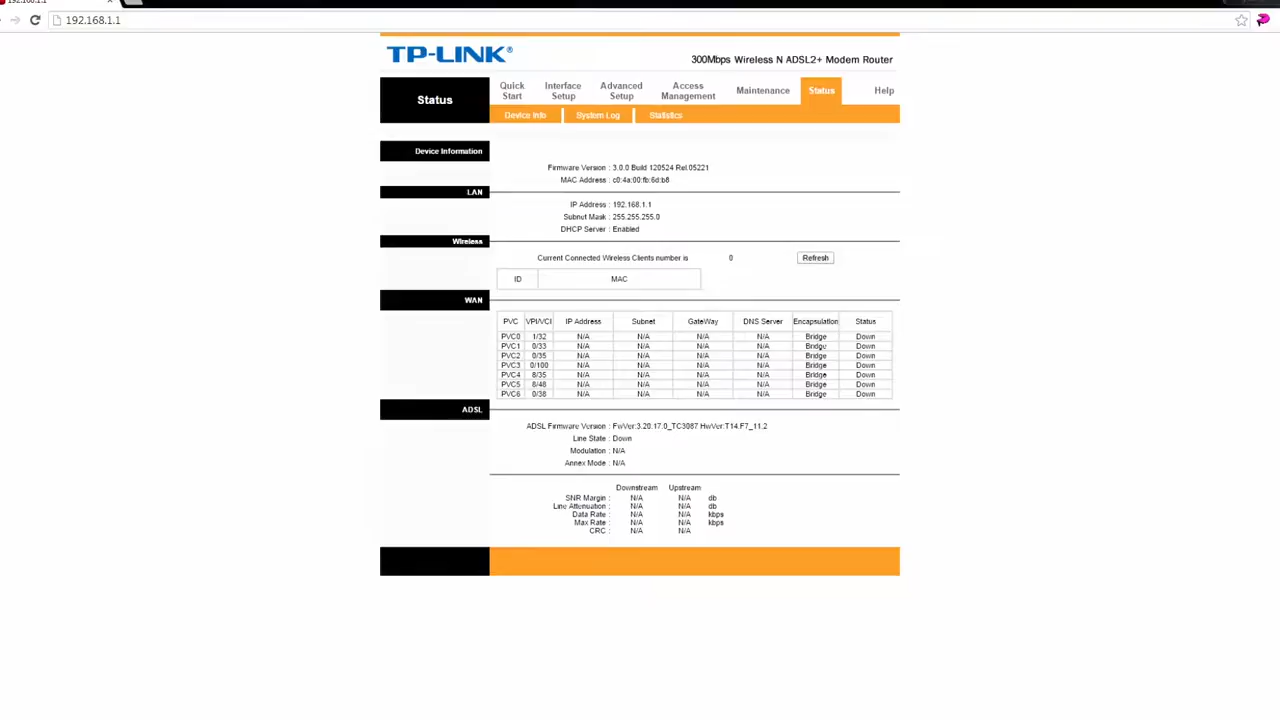 192.168.1.1
192.168.1.1
TP-LINK®
300Mbps Wireless N ADSL2+ Modem Router
Status
Quick Start
Interface Setup
Advanced Setup
Access Management
Maintenance
Status
Help
Device Info
System Log
Statistics
Device Information
Firmware Version : 3.0.0 Build 120524 Rel.05221
MAC Address : c0:4a:00:fb:6d:b8
LAN
IP Address : 192.168.1.1
Subnet Mask : 255.255.255.0
DHCP Server : Enabled
Wireless
Current Connected Wireless Clients number is 0 Refresh
ID MAC
WAN
PVC VPI/VCI IP Address Subnet GateWay DNS Server Encapsulation Status
PVC0 1/32 N/A N/A N/A N/A Bridge Down
PVC1 0/33 N/A N/A N/A N/A Bridge Down
PVC2 0/35 N/A N/A N/A N/A Bridge Down
PVC3 0/100 N/A N/A N/A N/A Bridge Down
PVC4 8/35 N/A N/A N/A N/A Bridge Down
PVC5 8/48 N/A N/A N/A N/A Bridge Down
PVC6 0/38 N/A N/A N/A N/A Bridge Down
ADSL
ADSL Firmware Version : FwVer:3.20.17.0_TC3087 HwVer:T14.F7_11.2
Line State : Down
Modulation : N/A
Annex Mode : N/A
Downstream Upstream
SNR Margin : N/A N/A db
Line Attenuation : N/A N/A db
Data Rate : N/A N/A kbps
Max Rate : N/A N/A kbps
CRC : N/A N/A